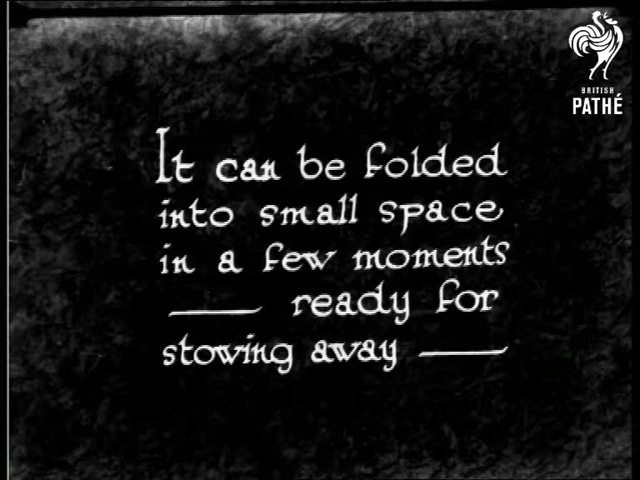 BRITISH
PATHÉ
It can be folded
into small space
in a few moments
—— ready for
stowing away ——